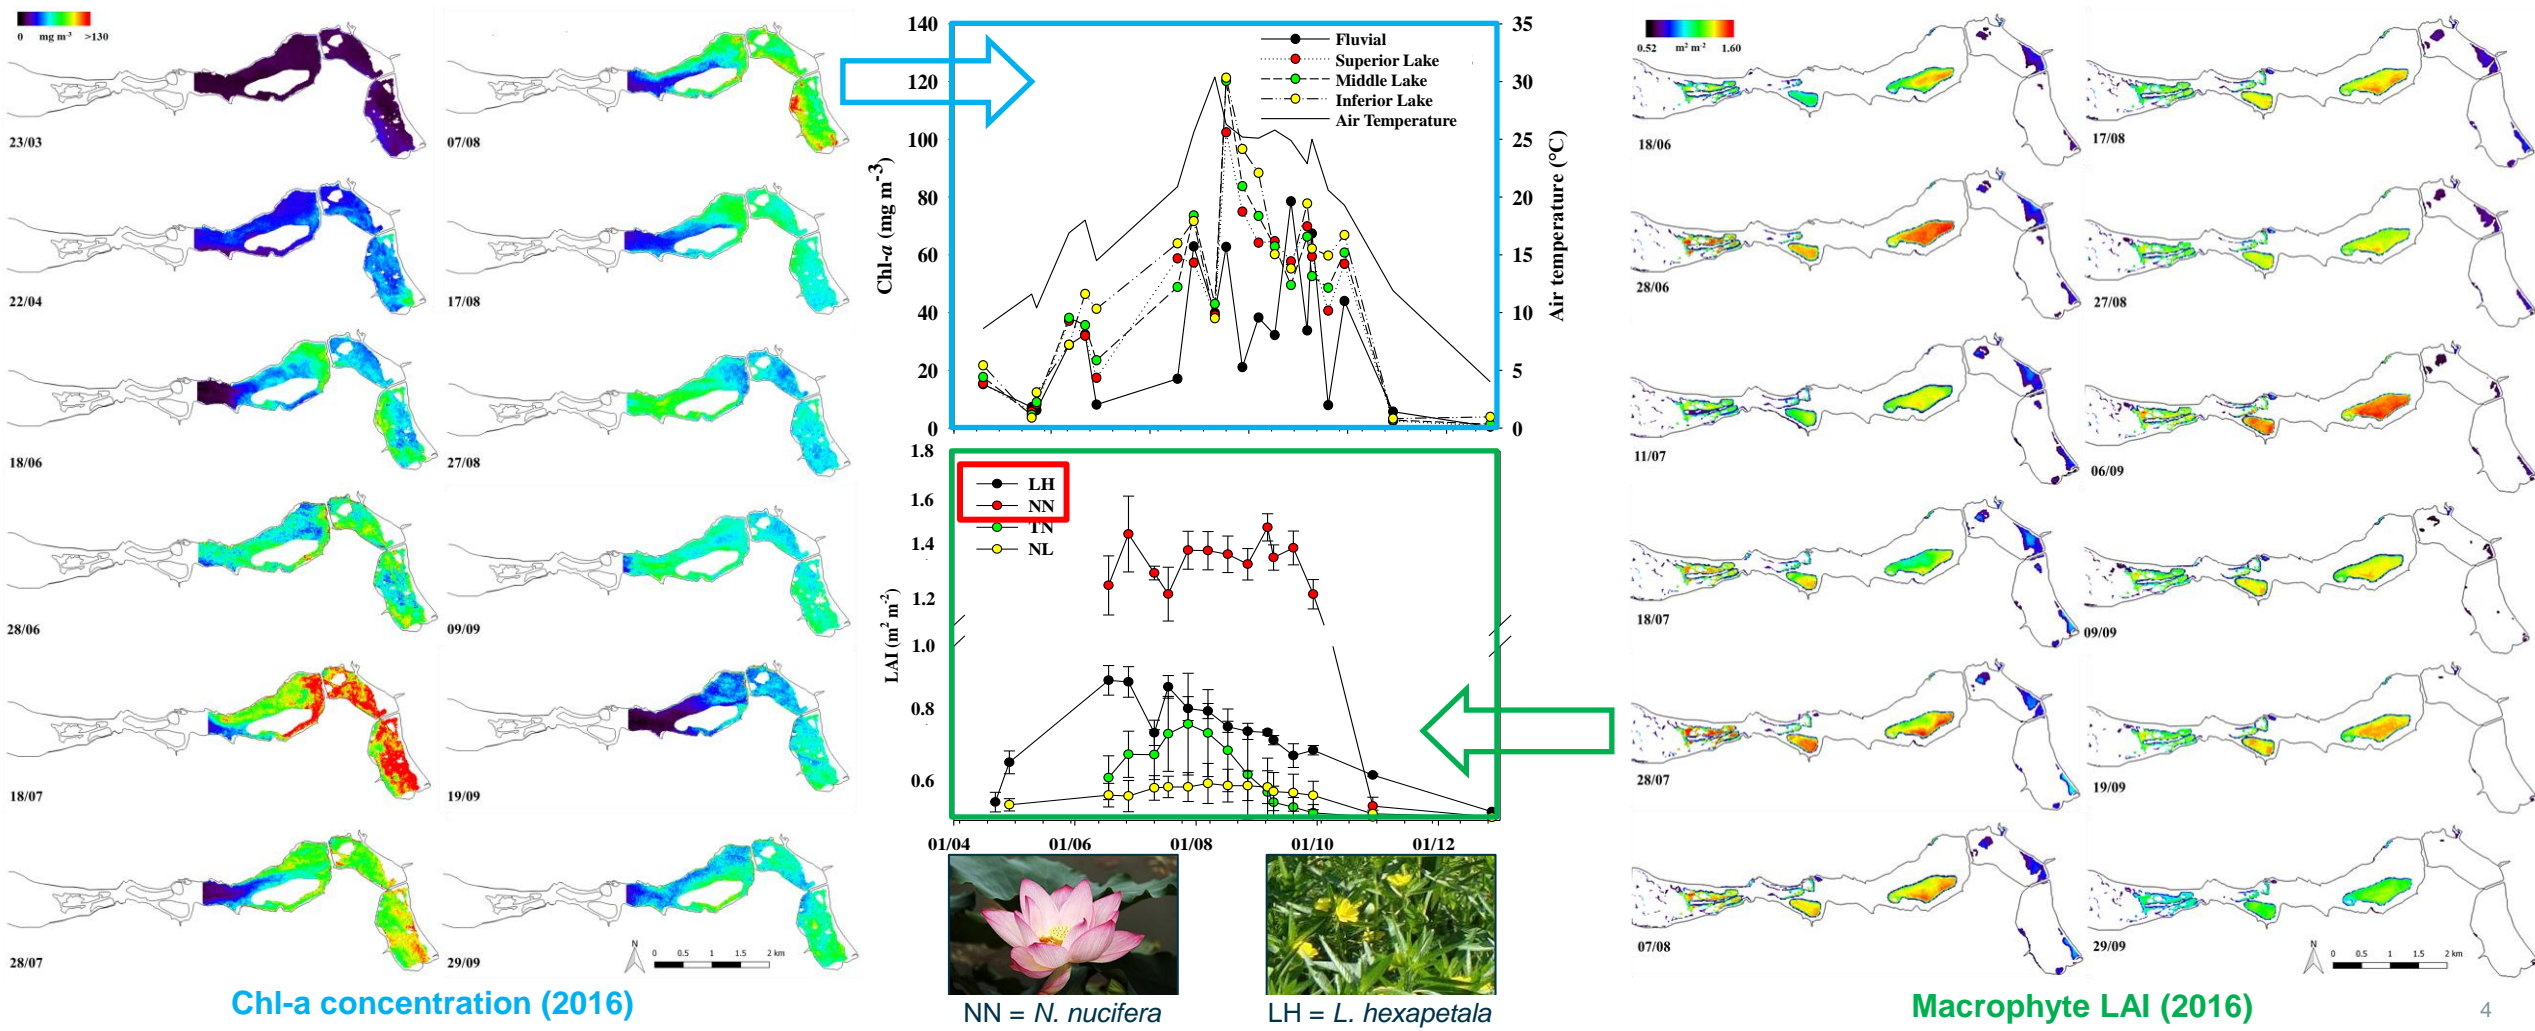 0 mg m-3 >130
23/03
07/08
22/04
17/08
18/06
27/08
28/06
09/09
18/07
19/09
28/07
29/09
N
0 0.5 1 1.5 2 km
Chl-a concentration (2016)
140
120
100
80
60
40
20
0
Chl-a (mg m-3)
Fluvial
Superior Lake
Middle Lake
Inferior Lake
Air Temperature
35
30
25
20
15
10
5
0
Air temperature (°C)
1.8
1.6
1.4
1.2
1.0
0.8
0.6
LAI (m2 m-2)
LH
NN
TN
NL
01/04 01/06 01/08 01/10 01/12
NN = N. nucifera
LH = L. hexapetala
0.52 m2 m-2 1.60
18/06
17/08
28/06
27/08
11/07
06/09
18/07
09/09
28/07
19/09
07/08
29/09
N
0 0.5 1 1.5 2 km
Macrophyte LAI (2016)
4